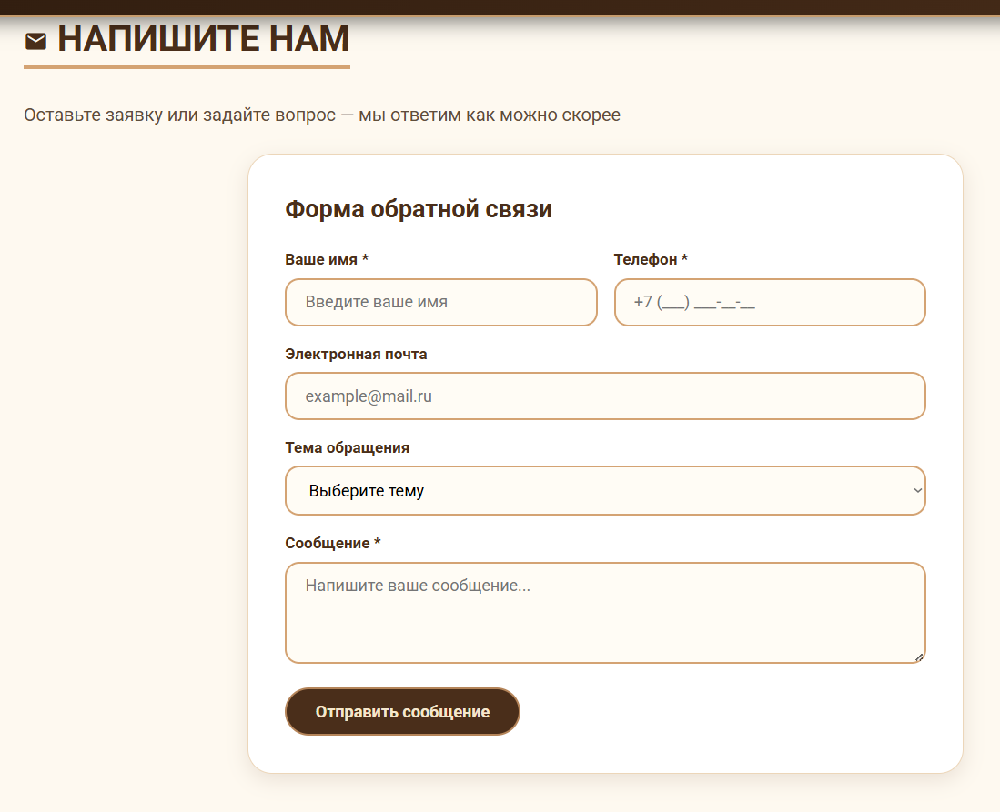 НАПИШИТЕ НАМ
Оставьте заявку или задайте вопрос — мы ответим как можно скорее
Форма обратной связи
Ваше имя *
Телефон *
Введите ваше имя
+7 (___) ___-__-__
Электронная почта
example@mail.ru
Тема обращения
Выберите тему
Сообщение *
Напишите ваше сообщение...
Отправить сообщение